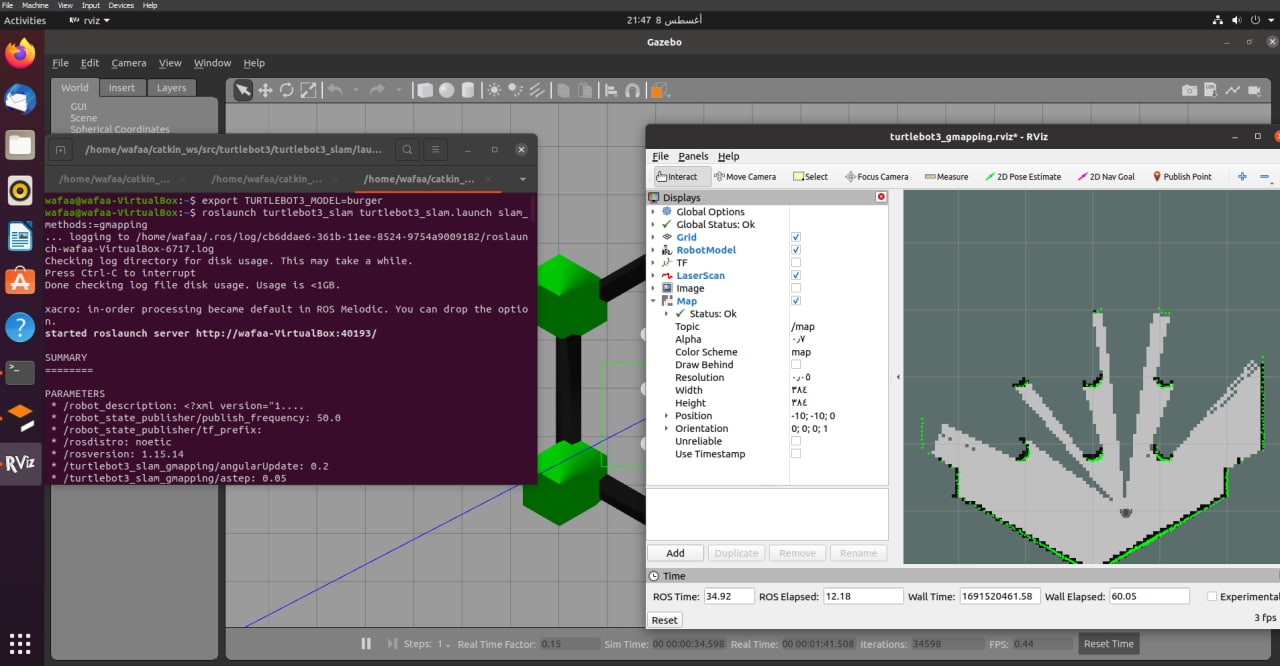 File Machine View Input Devices Help
Activities
rviz
21:47 8 أغسطس
Gazebo
File Edit Camera View Window Help
World Insert Layers
GUI
Scene
Spherical Coordinates
/home/wafaa/catkin_ws/src/turtlebot3/turtlebot3_slam/lau...
/home/wafaa/catkin_...
/home/wafaa/catkin_...
/home/wafaa/catkin_...
wafaa@wafaa-VirtualBox:~$ export TURTLEBOT3_MODEL=burger
wafaa@wafaa-VirtualBox:~$ roslaunch turtlebot3_slam turtlebot3_slam.launch slam_
methods:=gmapping
... logging to /home/wafaa/.ros/log/cb6ddae6-361b-11ee-8524-9754a9009182/roslaun
ch-wafaa-VirtualBox-6717.log
Checking log directory for disk usage. This may take a while.
Press Ctrl-C to interrupt
Done checking log file disk usage. Usage is <1GB.
xacro: in-order processing became default in ROS Melodic. You can drop the optio
n.
started roslaunch server http://wafaa-VirtualBox:40193/
SUMMARY
========
PARAMETERS
* /robot_description: <?xml version="1....
* /robot_state_publisher/publish_frequency: 50.0
* /robot_state_publisher/tf_prefix:
* /rosdistro: noetic
* /rosversion: 1.15.14
* /turtlebot3_slam_gmapping/angularUpdate: 0.2
* /turtlebot3_slam_gmapping/astep: 0.05
turtlebot3_gmapping.rviz* - RViz
File Panels Help
Interact Move Camera Select Focus Camera Measure 2D Pose Estimate 2D Nav Goal Publish Point
Displays
Global Options
Global Status: Ok
Grid
RobotModel
TF
LaserScan
Image
Map
Status: Ok
Topic /map
Alpha ٠٫٧
Color Scheme map
Draw Behind
Resolution ٠٫٠٥
Width ٣٨٤
Height ٣٨٤
Position -10; -10; 0
Orientation 0; 0; 0; 1
Unreliable
Use Timestamp
Add Duplicate Remove Rename
Time
ROS Time: 34.92 ROS Elapsed: 12.18 Wall Time: 1691520461.58 Wall Elapsed: 60.05 Experimental
Reset
3 fps
Steps: 1 Real Time Factor: 0.15 Sim Time: 00 00:00:34.598 Real Time: 00 00:01:41.508 Iterations: 34598 FPS: 0.44 Reset Time
RViz